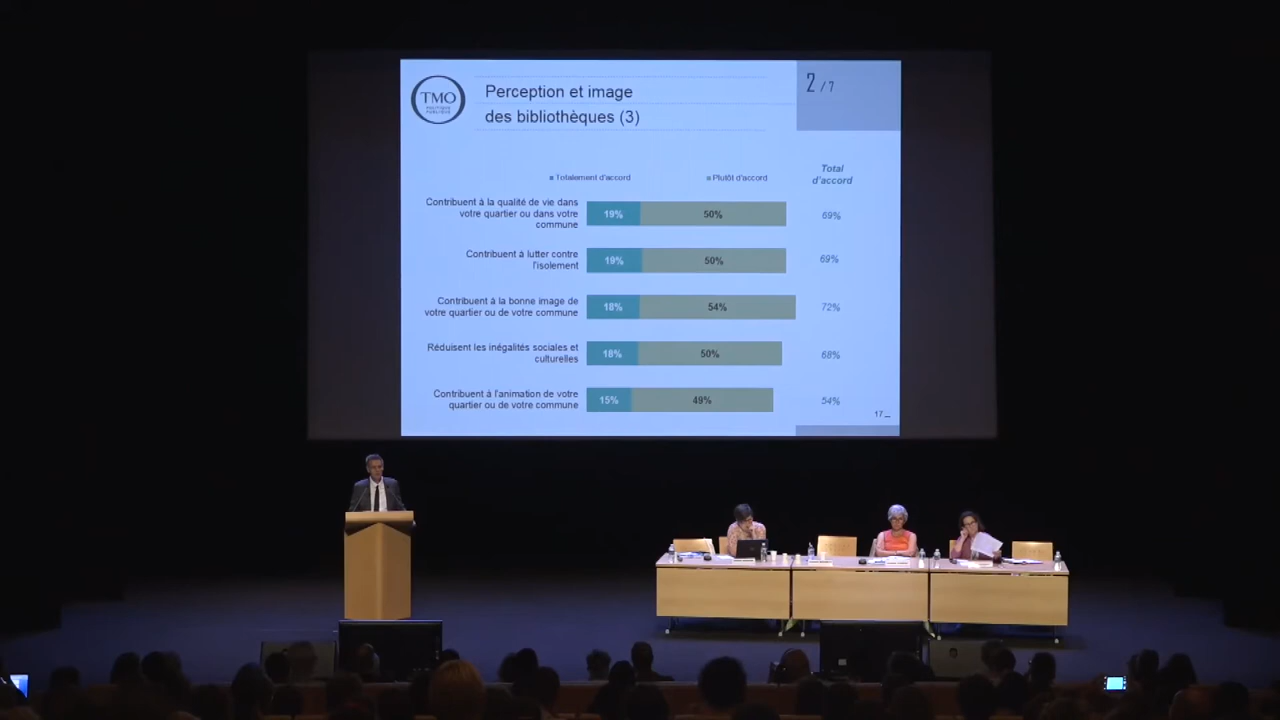 TMO
POLITIQUE
PUBLIQUE
Perception et image
des bibliothèques (3)
2 / 7
Totalement d'accord
Plutôt d'accord
Total
d'accord
Contribuent à la qualité de vie dans
votre quartier ou dans votre
commune
19%
50%
69%
Contribuent à lutter contre
l'isolement
19%
50%
69%
Contribuent à la bonne image de
votre quartier ou de votre commune
18%
54%
72%
Réduisent les inégalités sociales et
culturelles
18%
50%
68%
Contribuent à l'animation de votre
quartier ou de votre commune
15%
49%
54%
17